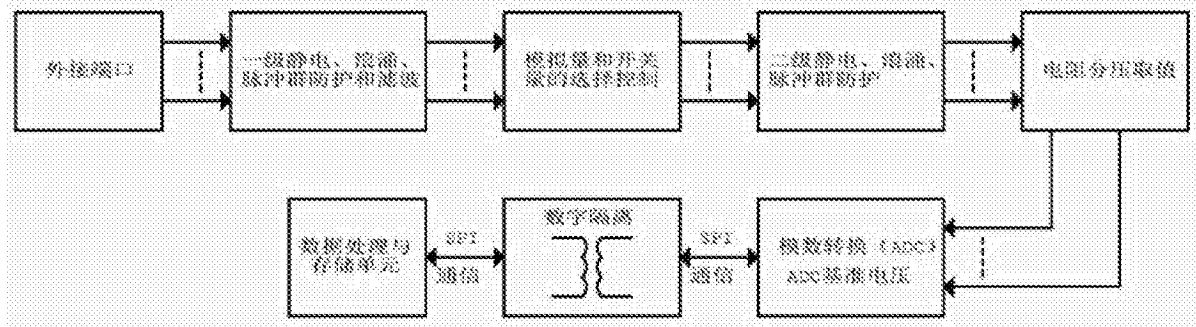 外接端口
一级静电、浪涌、
脉冲群防护和滤波
模拟量和开关
量的选择控制
二级静电、浪涌、
脉冲群防护
电阻分压取值
数据处理与
存储单元
SPI
通信
数字隔离
SPI
通信
模数转换（ADC）
ADC基准电压